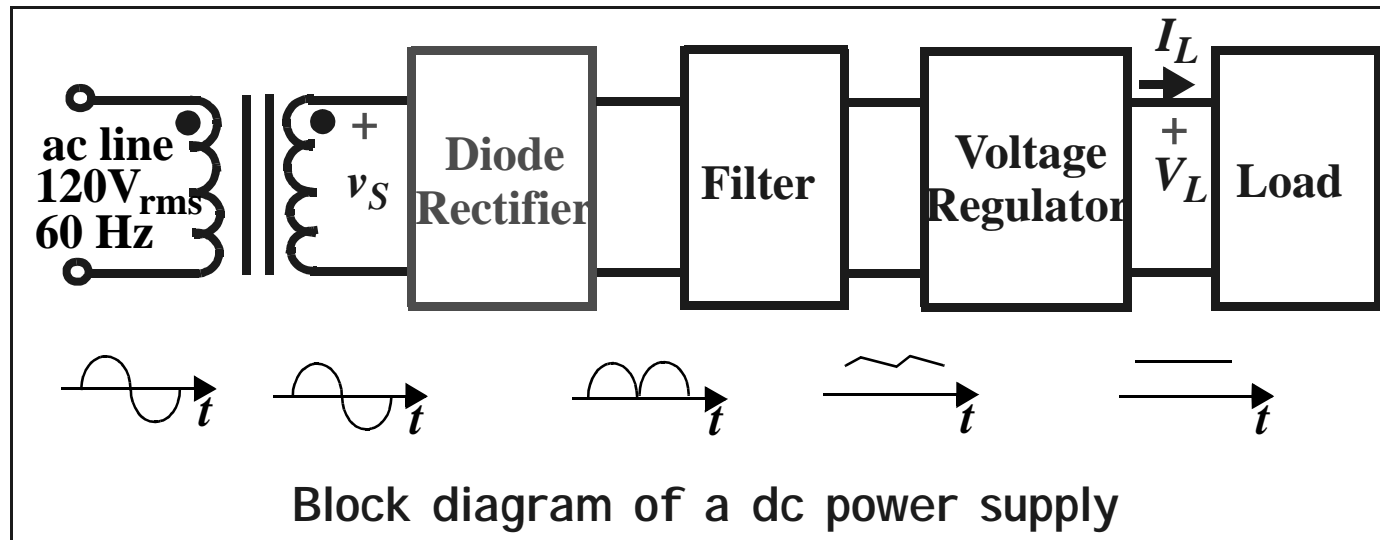 ac line
120Vrms
60 Hz
+
vS
Diode
Rectifier
Filter
Voltage
Regulator
IL
+
VL
Load
t
t
t
t
t
Block diagram of a dc power supply